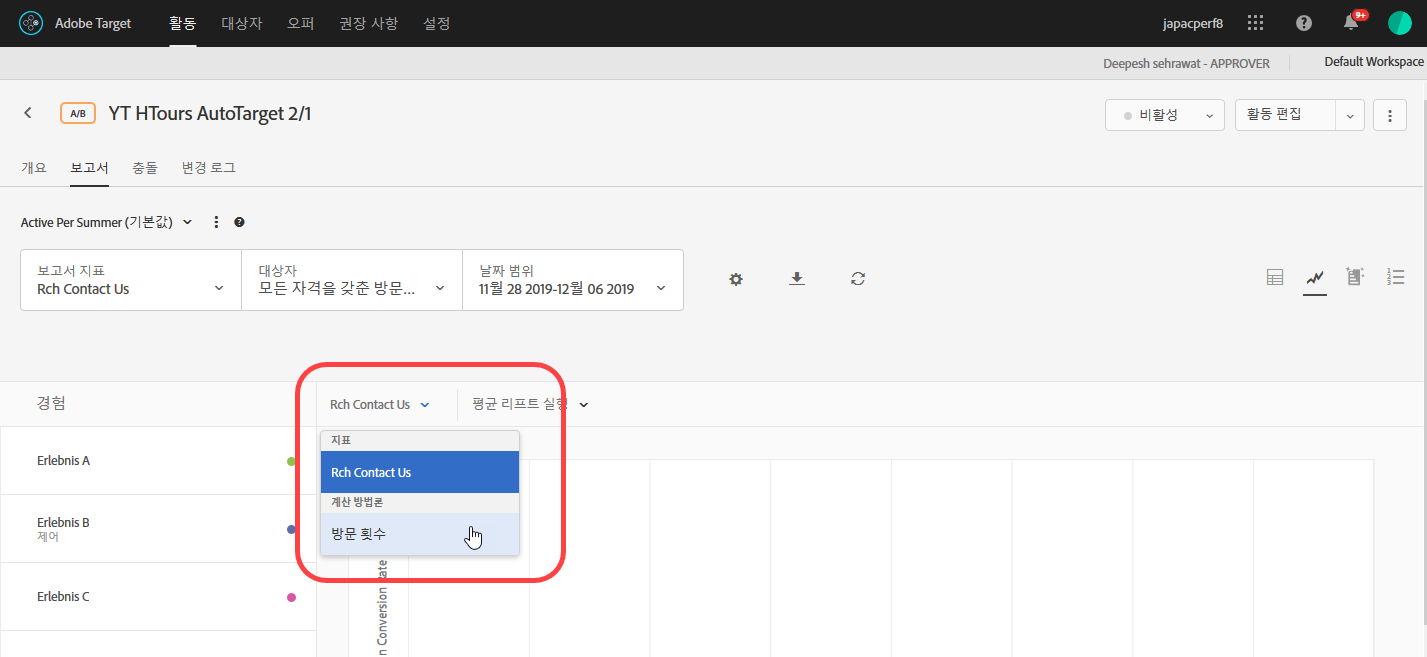 Adobe Target 활동 대상자 오퍼 권장 사항 설정 japacperf8 9+
Deepesh sehrawat - APPROVER Default Workspace
A/B YT HTours AutoTarget 2/1 비활성 활동 편집
개요 보고서 충돌 변경 로그
Active Per Summer (기본값)
보고서 지표 대상자 날짜 범위
Rch Contact Us 모든 자격을 갖춘 방문... 11월 28 2019-12월 06 2019
경험 Rch Contact Us 평균 리프트 실행
지표
Erlebnis A
Rch Contact Us
계산 방법론
Erlebnis B
방문 횟수
제어
Erlebnis C
Conversion